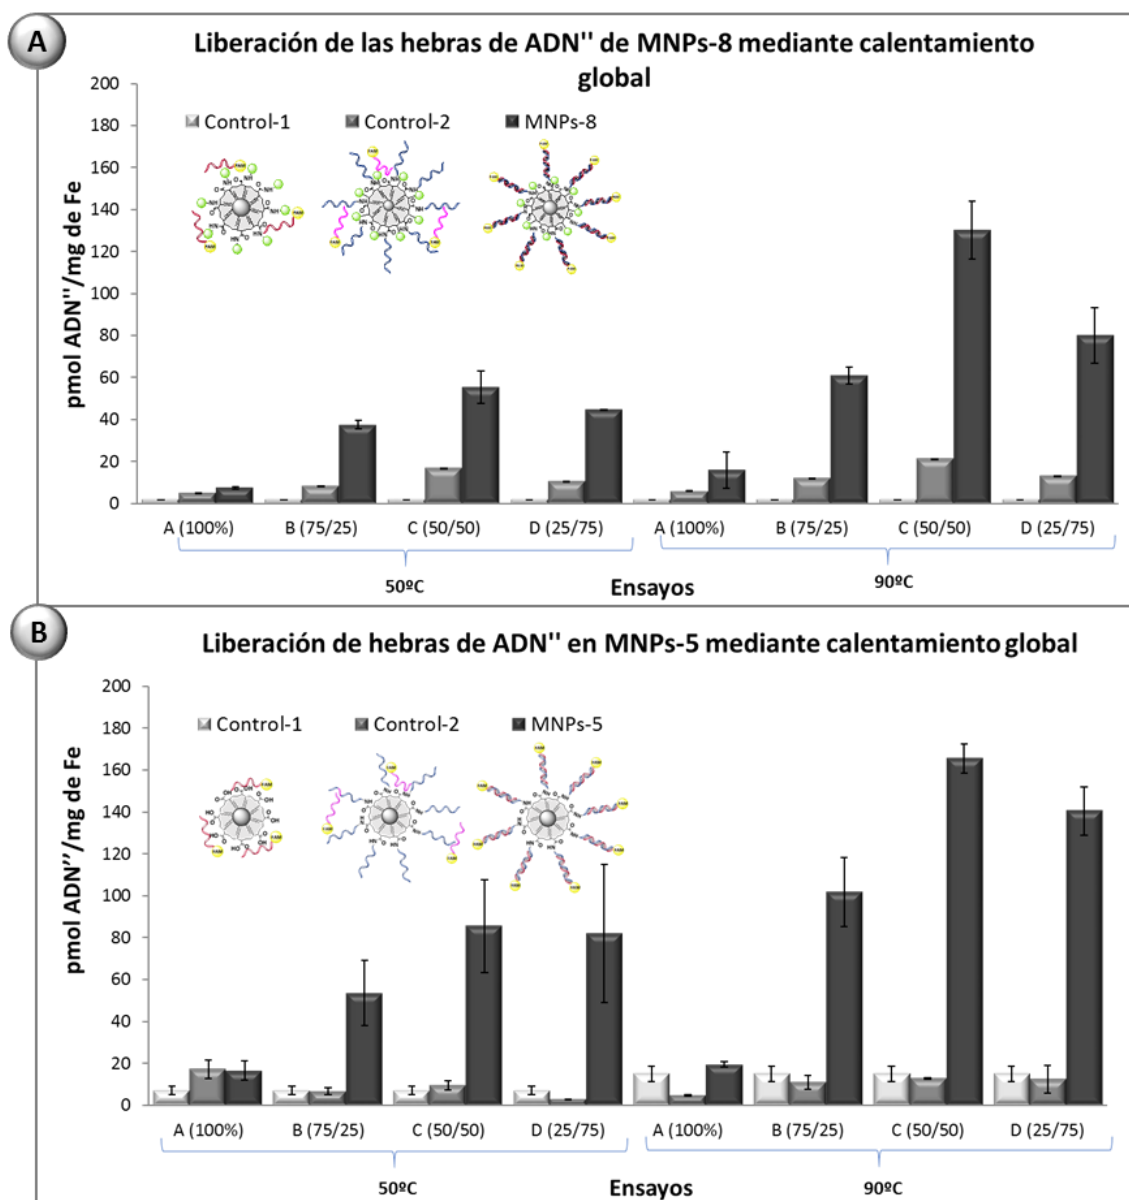 A
Liberación de las hebras de ADN'' de MNPs-8 mediante calentamiento
global
pmol ADN''/mg de Fe
200
180
160
140
120
100
80
60
40
20
0
Control-1 Control-2 MNPs-8
A (100%) B (75/25) C (50/50) D (25/75) A (100%) B (75/25) C (50/50) D (25/75)
50ºC Ensayos 90ºC
B
Liberación de hebras de ADN'' en MNPs-5 mediante calentamiento global
pmol ADN''/mg de Fe
200
180
160
140
120
100
80
60
40
20
0
Control-1 Control-2 MNPs-5
A (100%) B (75/25) C (50/50) D (25/75) A (100%) B (75/25) C (50/50) D (25/75)
50ºC Ensayos 90ºC